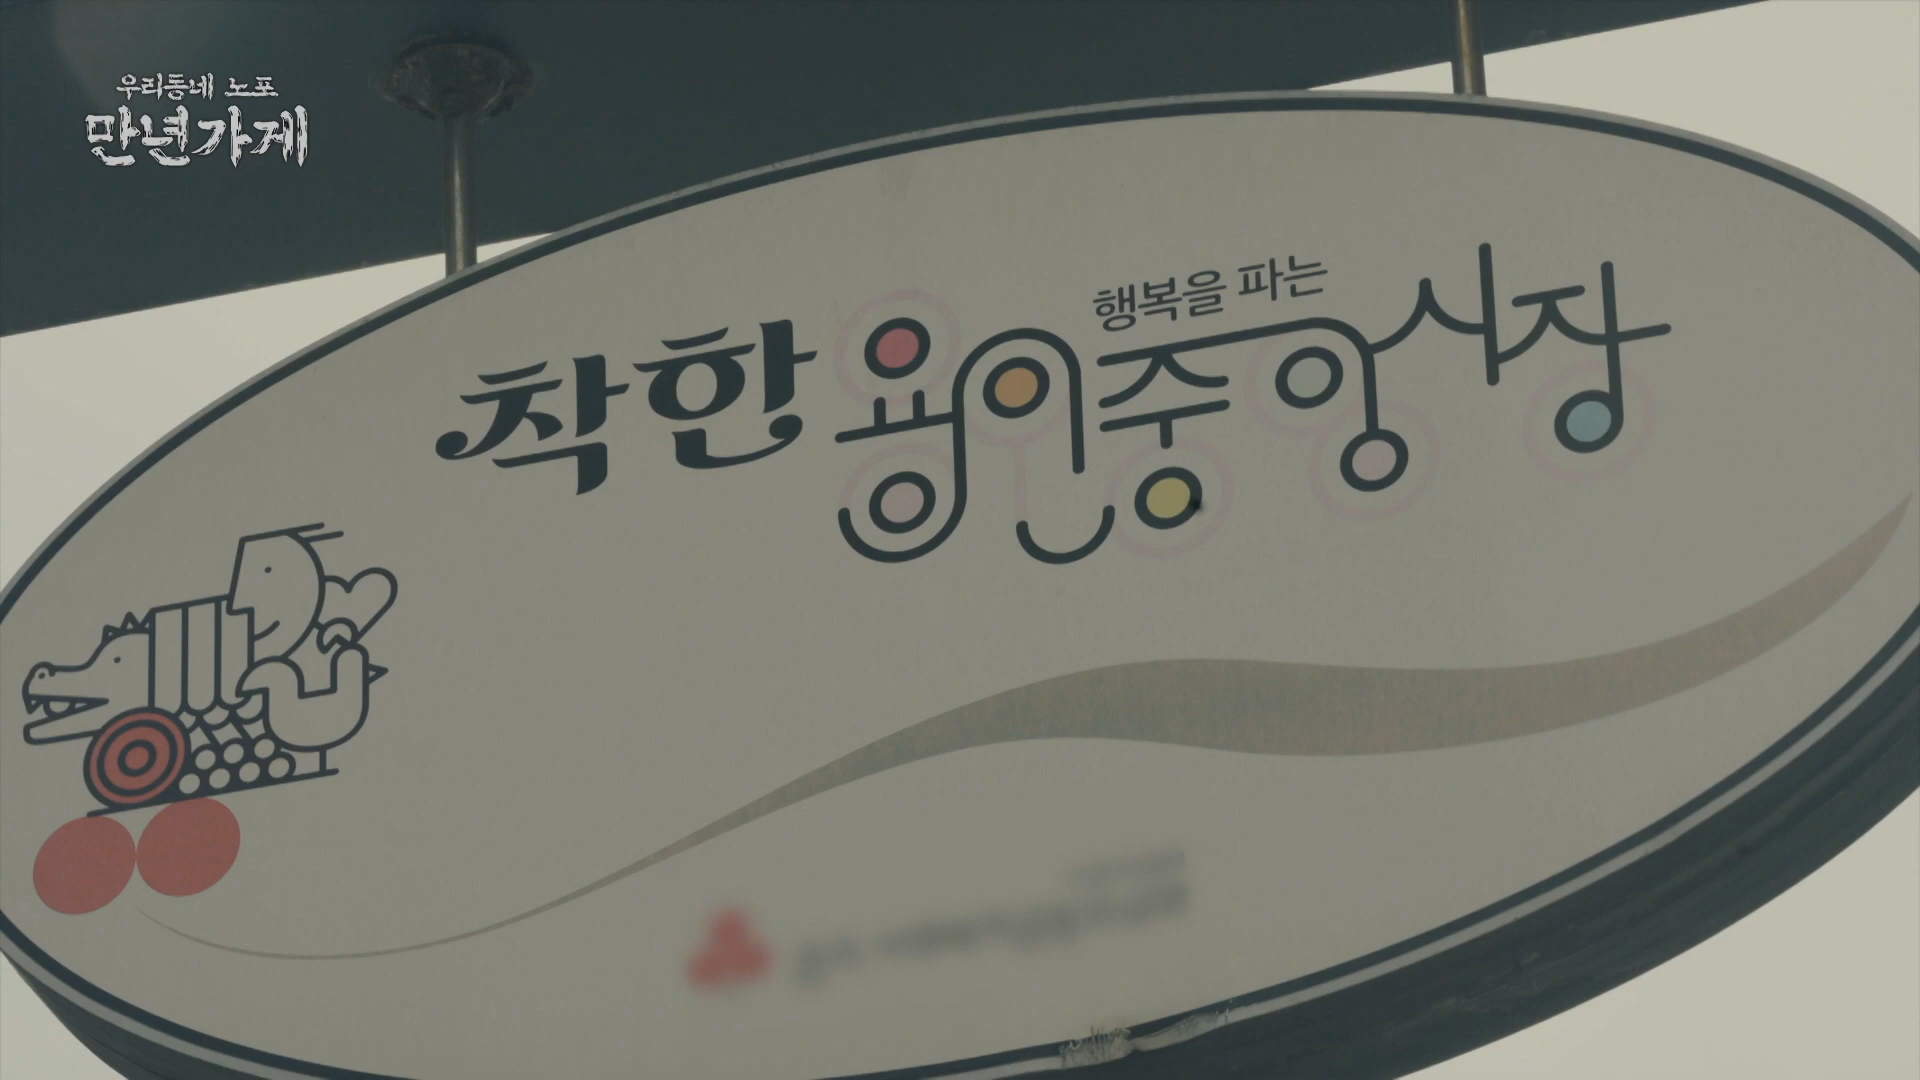 우리동네 노포
만년가게
행복을 파는
착한 용인중앙시장